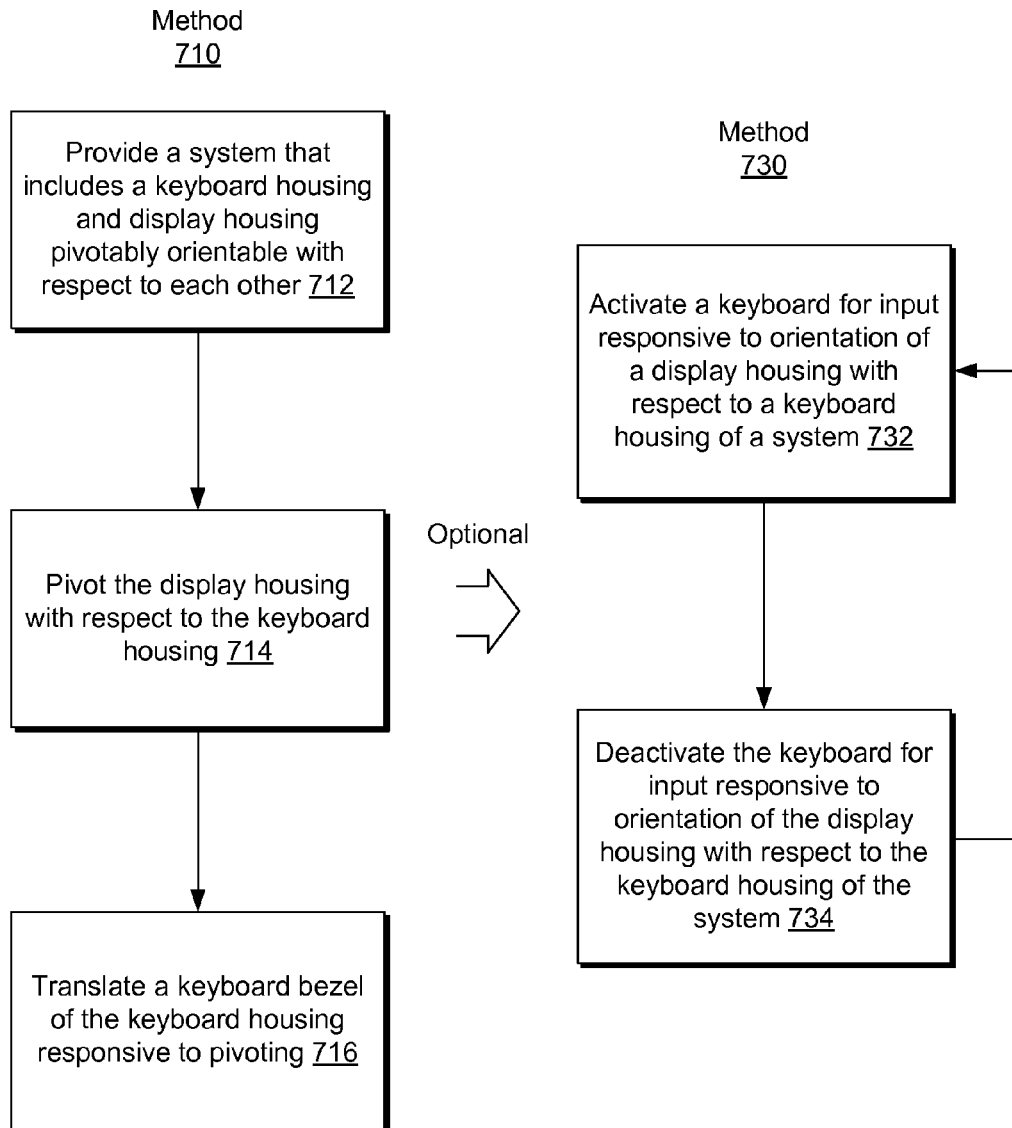 Method
710
Provide a system that
includes a keyboard housing
and display housing
pivotably orientable with
respect to each other 712
Pivot the display housing
with respect to the keyboard
housing 714
Translate a keyboard bezel
of the keyboard housing
responsive to pivoting 716
Optional
Method
730
Activate a keyboard for input
responsive to orientation of
a display housing with
respect to a keyboard
housing of a system 732
Deactivate the keyboard for
input responsive to
orientation of the display
housing with respect to the
keyboard housing of the
system 734